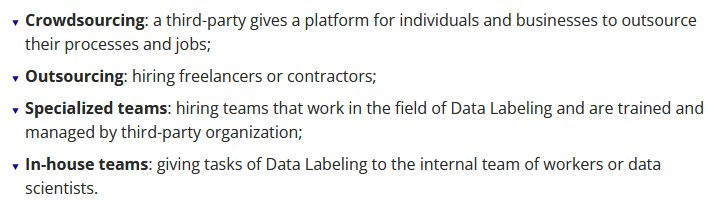 Crowdsourcing: a third-party gives a platform for individuals and businesses to outsource
their processes and jobs;
Outsourcing: hiring freelancers or contractors;
Specialized teams: hiring teams that work in the field of Data Labeling and are trained and
managed by third-party organization;
In-house teams: giving tasks of Data Labeling to the internal team of workers or data
scientists.